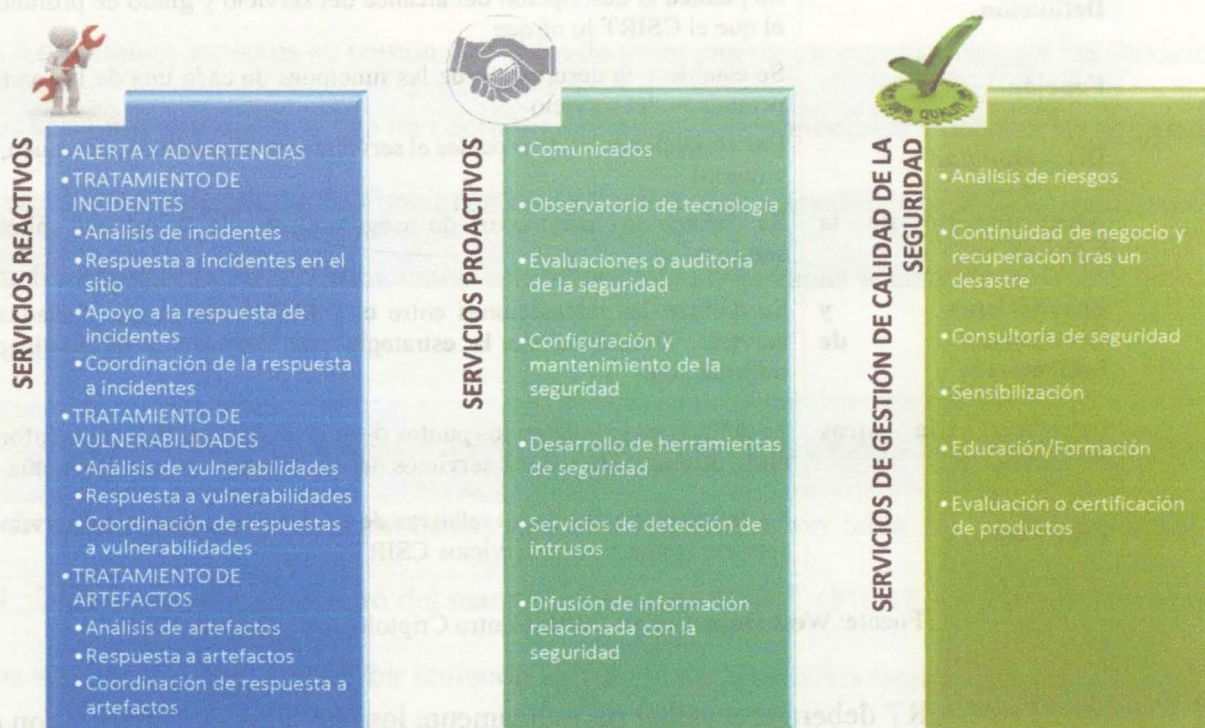 SERVICIOS REACTIVOS
•ALERTA Y ADVERTENCIAS
•TRATAMIENTO DE
INCIDENTES
•Análisis de incidentes
•Respuesta a incidentes en el
sitio
•Apoyo a la respuesta de
incidentes
•Coordinación de la respuesta
a incidentes
•TRATAMIENTO DE
VULNERABILIDADES
•Análisis de vulnerabilidades
•Respuesta a vulnerabilidades
•Coordinación de respuestas
a vulnerabilidades
•TRATAMIENTO DE
ARTEFACTOS
•Análisis de artefactos
•Respuesta a artefactos
•Coordinación de respuesta a
artefactos
SERVICIOS PROACTIVOS
•Comunicados
•Observatorio de tecnología
•Evaluaciones o auditoría
de la seguridad
•Configuración y
mantenimiento de la
seguridad
•Desarrollo de herramientas
de seguridad
•Servicios de detección de
intrusos
•Difusión de información
relacionada con la
seguridad
SERVICIOS DE GESTIÓN DE CALIDAD DE LA
SEGURIDAD
•Análisis de riesgos
•Continuidad de negocio y
recuperación tras un
desastre
•Consultoría de seguridad
•Sensibilización
•Educación/Formación
•Evaluación o certificación
de productos